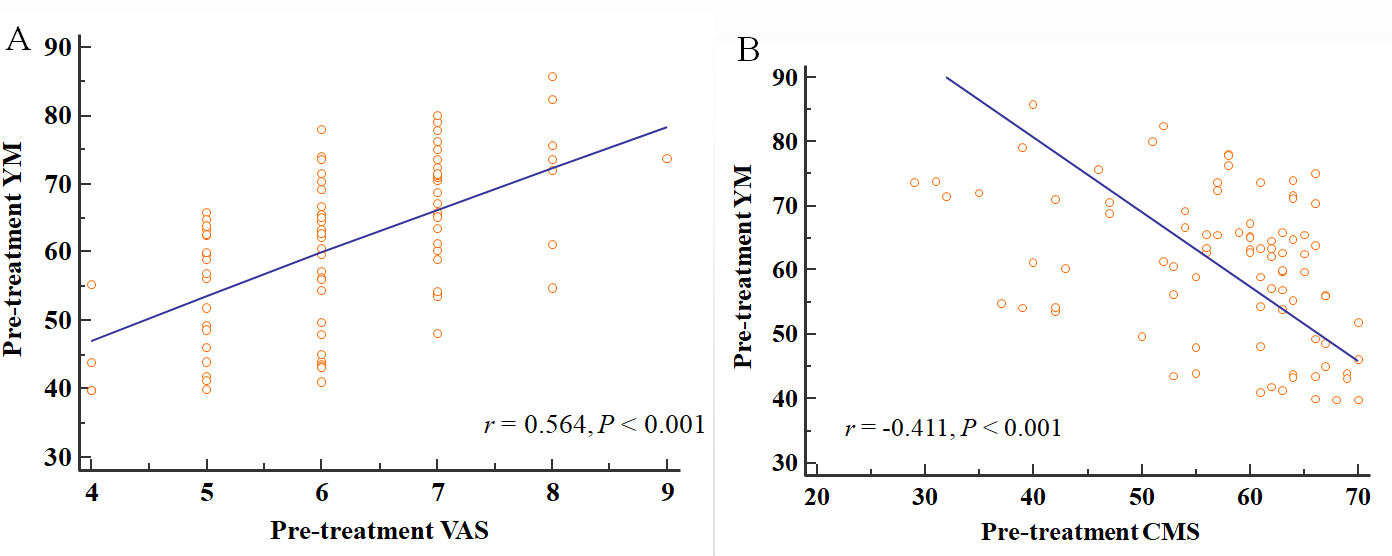 A
90
80
70
60
50
40
30
Pre-treatment YM
r = 0.564, P < 0.001
4 5 6 7 8 9
Pre-treatment VAS
B
90
80
70
60
50
40
30
Pre-treatment YM
r = -0.411, P < 0.001
20 30 40 50 60 70
Pre-treatment CMS